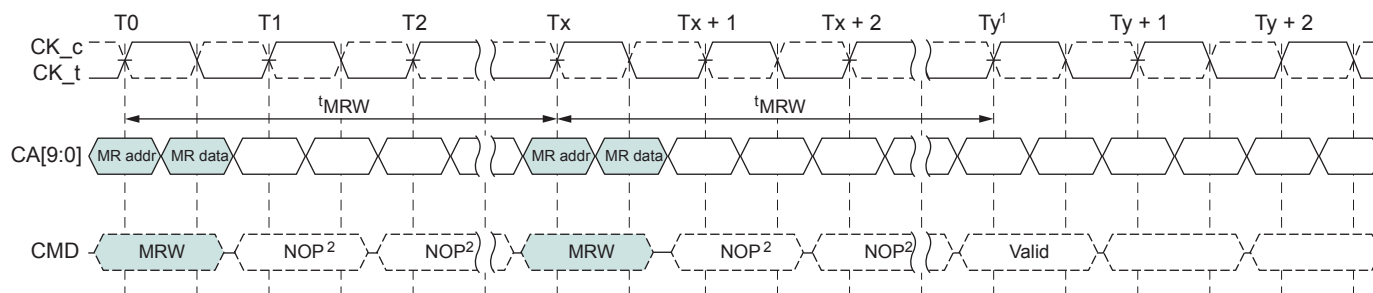 T0 T1 T2 Tx Tx + 1 Tx + 2 Ty¹ Ty + 1 Ty + 2
CK_c
CK_t
tMRW tMRW
CA[9:0] MR addr MR data MR addr MR data
CMD MRW NOP² NOP² MRW NOP² NOP² Valid